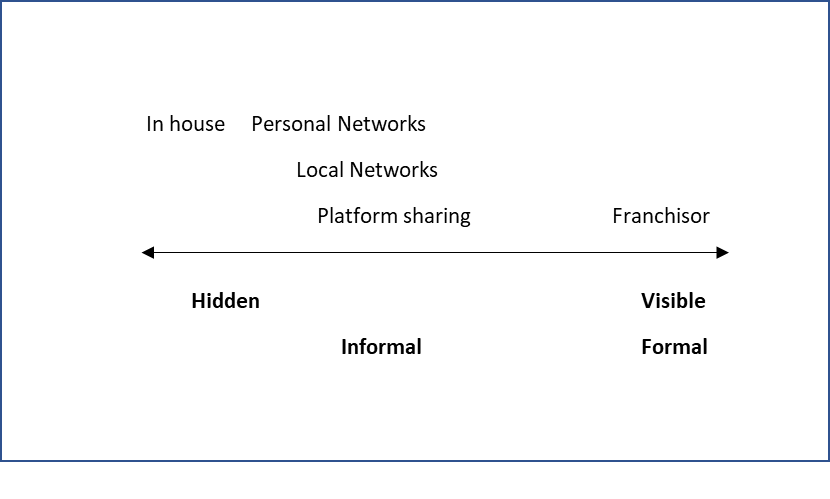 In house Personal Networks
Local Networks
Platform sharing Franchisor
Hidden Visible
Informal Formal